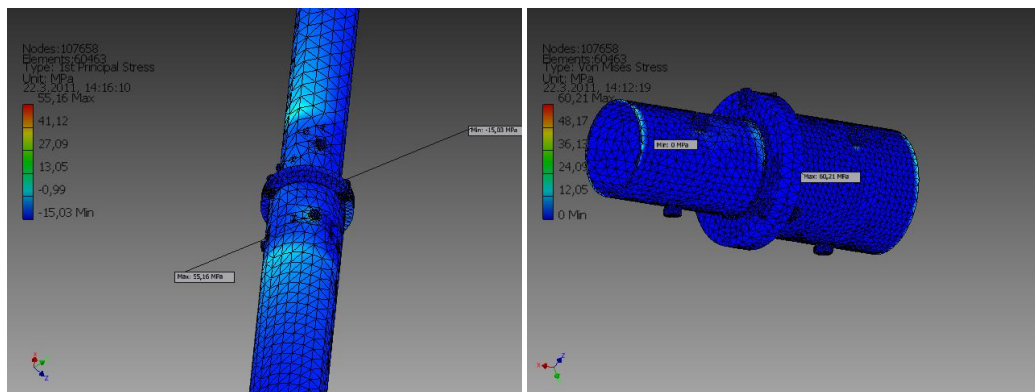 Nodes:107658
Elements:60463
Type: 1st Principal Stress
Unit: MPa
22.3.2011, 14:16:10
55,16 Max
41,12
27,09
13,05
-0,99
-15,03 Min
Min: -15,03 MPa
Max: 55,16 MPa
X
Z
Nodes:107658
Elements:60463
Type: Von Mises Stress
Unit: MPa
22.3.2011, 14:12:19
60,21 Max
48,17
36,13
24,09
12,05
0 Min
Min: 0 MPa
Max: 60,21 MPa
X
Z